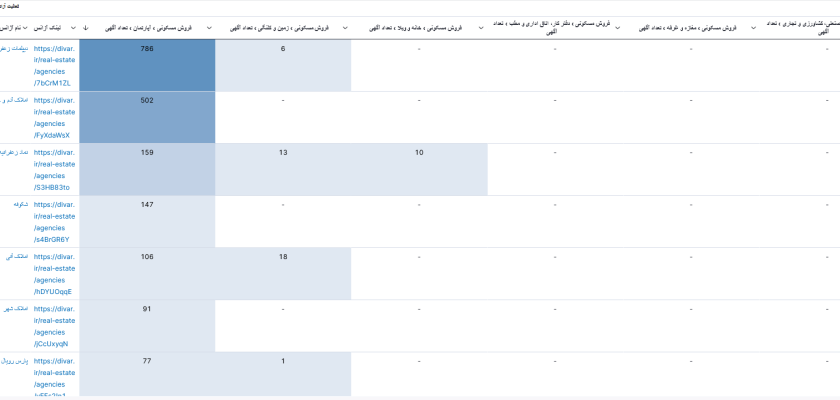 فعالیت
نام آژانس
لینک آژانس
فروش مسکونی ، آپارتمان ، تعداد آگهی
فروش مسکونی ، زمین و کلنگی ، تعداد آگهی
فروش مسکونی ، خانه و ویلا ، تعداد آگهی
فروش مسکونی ، دفتر کار، اتاق اداری و مطب ، تعداد
آگهی
فروش مسکونی ، مغازه و غرفه ، تعداد آگهی
صنعتی،کشاورزی و تجاری ، تعداد
آگهی
دیپلمات
https://divar.
ir/real-estate
/agencies
/7bCrM1ZL
786
6
-
-
-
-
املاک آدم و
https://divar.
ir/real-estate
/agencies
/FyXdaWsX
502
-
-
-
-
-
نماد زعفرانیه
https://divar.
ir/real-estate
/agencies
/S3HB83to
159
13
10
-
-
-
شکوفه
https://divar.
ir/real-estate
/agencies
/s4BrGR6Y
147
-
-
-
-
-
املاک آنی
https://divar.
ir/real-estate
/agencies
/hDYUOqqE
106
18
-
-
-
-
املاک شهر
https://divar.
ir/real-estate
/agencies
/jCcUxyqN
91
-
-
-
-
-
پارس رویال
https://divar.
ir/real-estate
/agencies
77
1
-
-
-
-